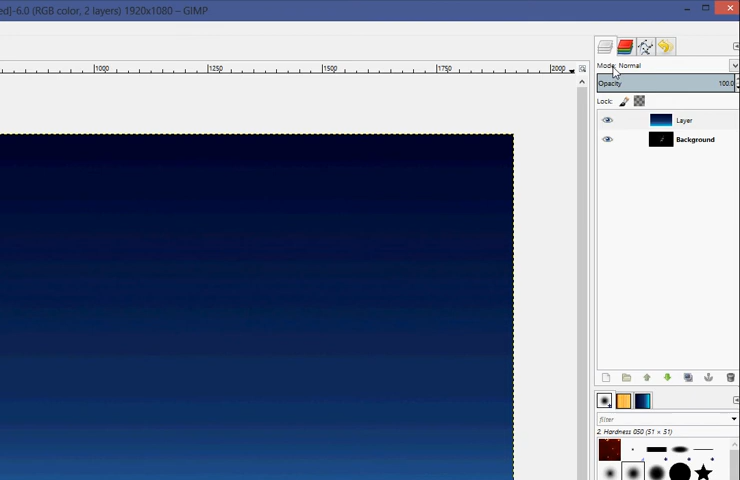 ed]-6.0 (RGB color, 2 layers) 1920x1080 – GIMP
1000 1250 1500 1750 2000
Mode: Normal
Opacity 100.0
Lock:
Layer
Background
filter
2. Hardness 050 (51 × 51)